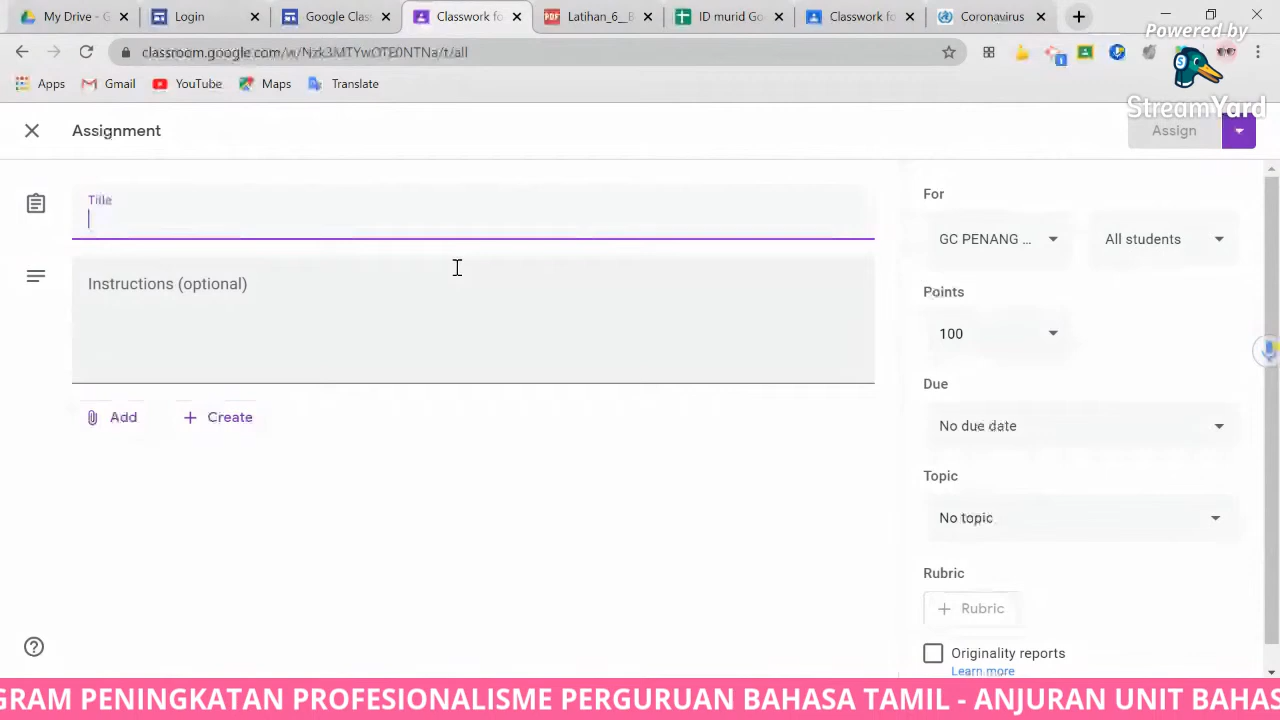 My Drive - G
Login
Google Class
Classwork fo
Latihan_6__B
ID murid Go
Classwork fo
Coronavirus
Powered by
StreamYard
classroom.google.com/w/Nzk3MTYwOTE0NTNa/t/all
Apps
Gmail
YouTube
Maps
Translate
Assignment
Assign
Title
Instructions (optional)
Add
Create
For
GC PENANG ...
All students
Points
100
Due
No due date
Topic
No topic
Rubric
Rubric
Originality reports
Learn more
GRAM PENINGKATAN PROFESIONALISME PERGURUAN BAHASA TAMIL - ANJURAN UNIT BAHAS